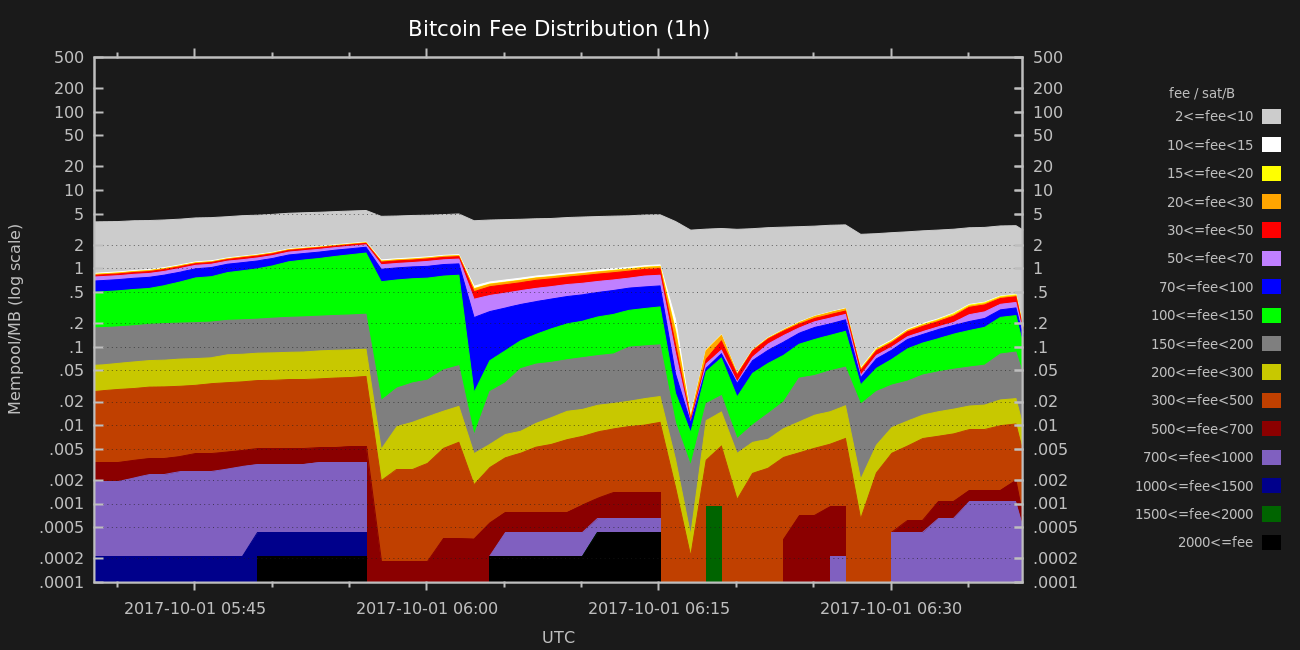 Bitcoin Fee Distribution (1h)
Mempool/MB (log scale)
500
200
100
50
20
10
5
2
1
.5
.2
.1
.05
.02
.01
.005
.002
.001
.0005
.0002
.0001
500
200
100
50
20
10
5
2
1
.5
.2
.1
.05
.02
.01
.005
.002
.001
.0005
.0002
.0001
2017-10-01 05:45
2017-10-01 06:00
2017-10-01 06:15
2017-10-01 06:30
UTC
fee / sat/B
2<=fee<10
10<=fee<15
15<=fee<20
20<=fee<30
30<=fee<50
50<=fee<70
70<=fee<100
100<=fee<150
150<=fee<200
200<=fee<300
300<=fee<500
500<=fee<700
700<=fee<1000
1000<=fee<1500
1500<=fee<2000
2000<=fee